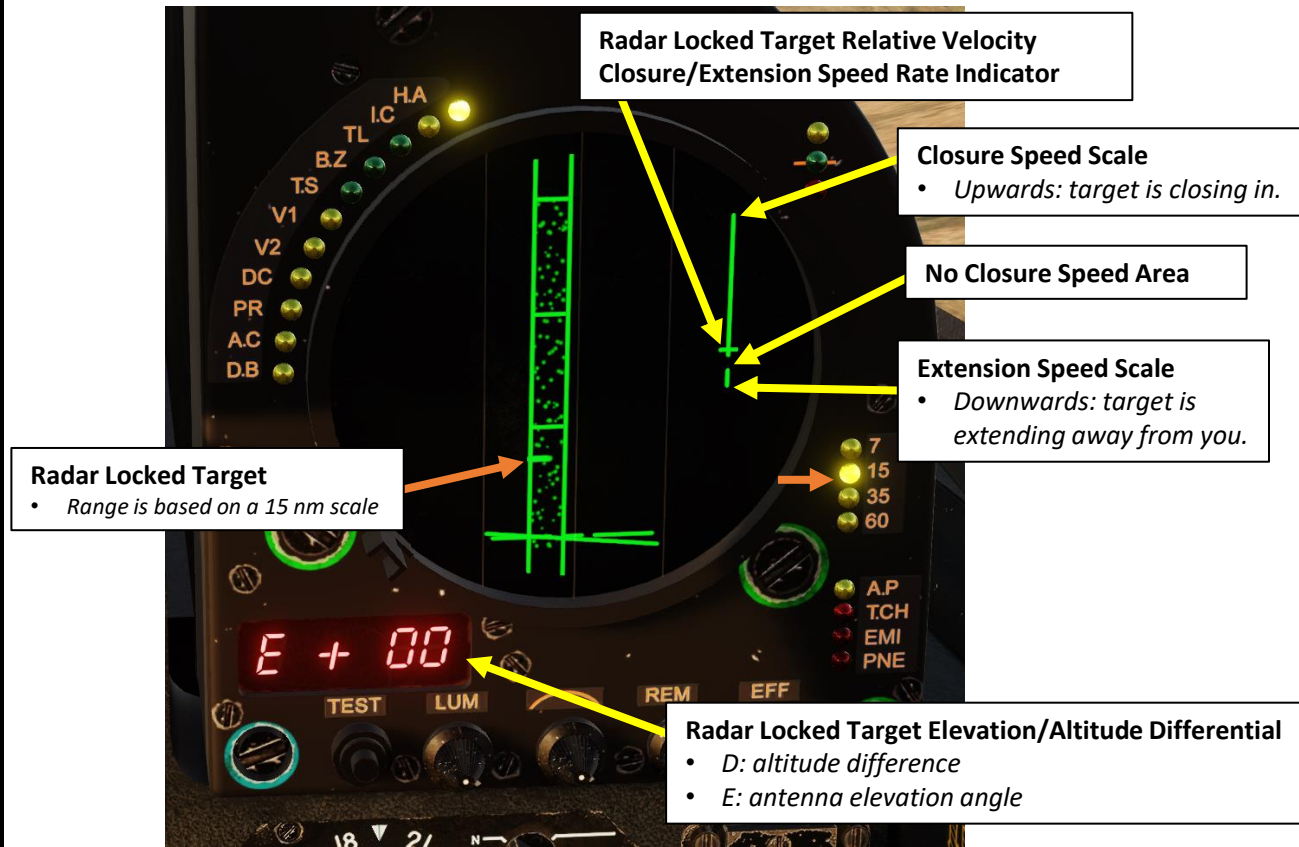 Radar Locked Target Relative Velocity
Closure/Extension Speed Rate Indicator
H.A
I.C
TL
B.Z
T.S
V1
V2
DC
PR
A.C
D.B
Closure Speed Scale
• Upwards: target is closing in.
No Closure Speed Area
Extension Speed Scale
• Downwards: target is
extending away from you.
Radar Locked Target
• Range is based on a 15 nm scale
7
15
35
60
A.P
T.CH
EMI
PNE
E + 00
TEST LUM REM EFF
Radar Locked Target Elevation/Altitude Differential
• D: altitude difference
• E: antenna elevation angle
18 21 N